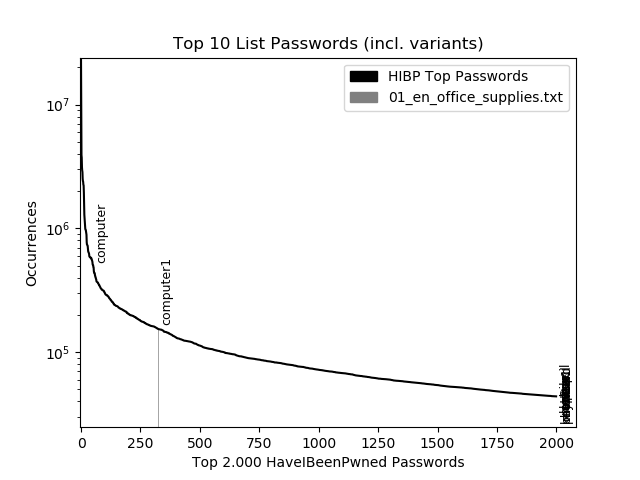 Top 10 List Passwords (incl. variants)
HIBP Top Passwords
01_en_office_supplies.txt
Occurrences
10^7
10^6
10^5
computer
computer1
0 250 500 750 1000 1250 1500 1750 2000
Top 2.000 HaveIBeenPwned Passwords